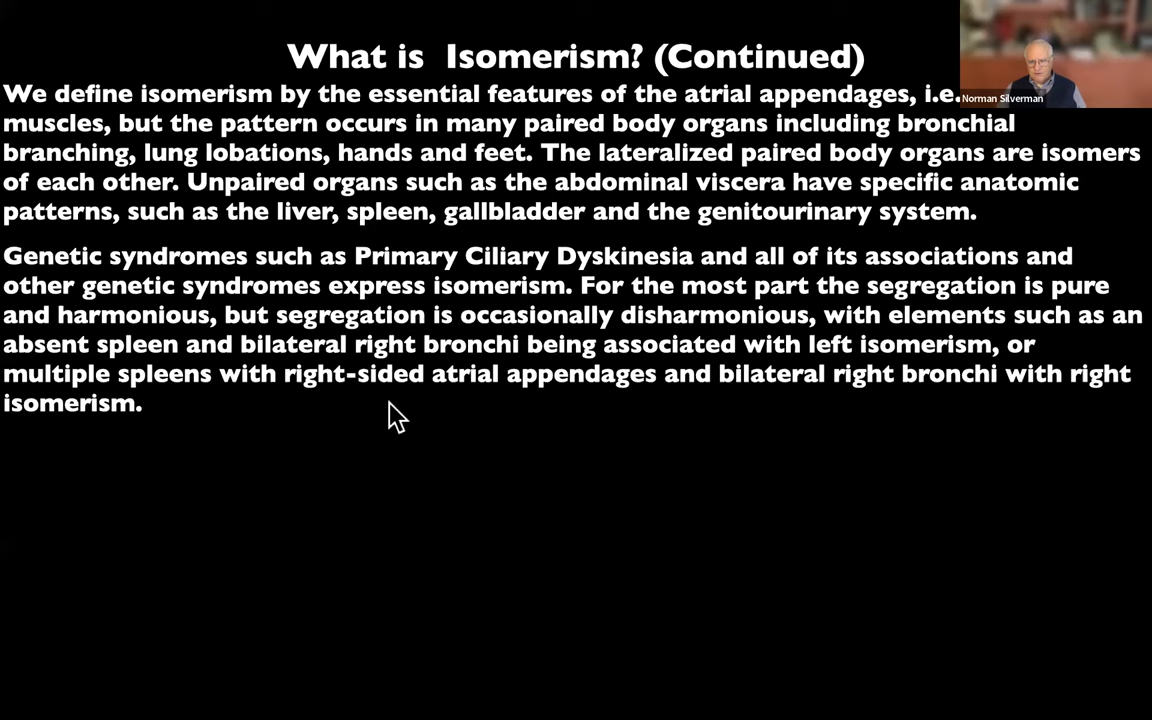 What is Isomerism? (Continued)
We define isomerism by the essential features of the atrial appendages, i.e.
Norman Silverman
muscles, but the pattern occurs in many paired body organs including bronchial
branching, lung lobations, hands and feet. The lateralized paired body organs are isomers
of each other. Unpaired organs such as the abdominal viscera have specific anatomic
patterns, such as the liver, spleen, gallbladder and the genitourinary system.
Genetic syndromes such as Primary Ciliary Dyskinesia and all of its associations and
other genetic syndromes express isomerism. For the most part the segregation is pure
and harmonious, but segregation is occasionally disharmonious, with elements such as an
absent spleen and bilateral right bronchi being associated with left isomerism, or
multiple spleens with right-sided atrial appendages and bilateral right bronchi with right
isomerism.